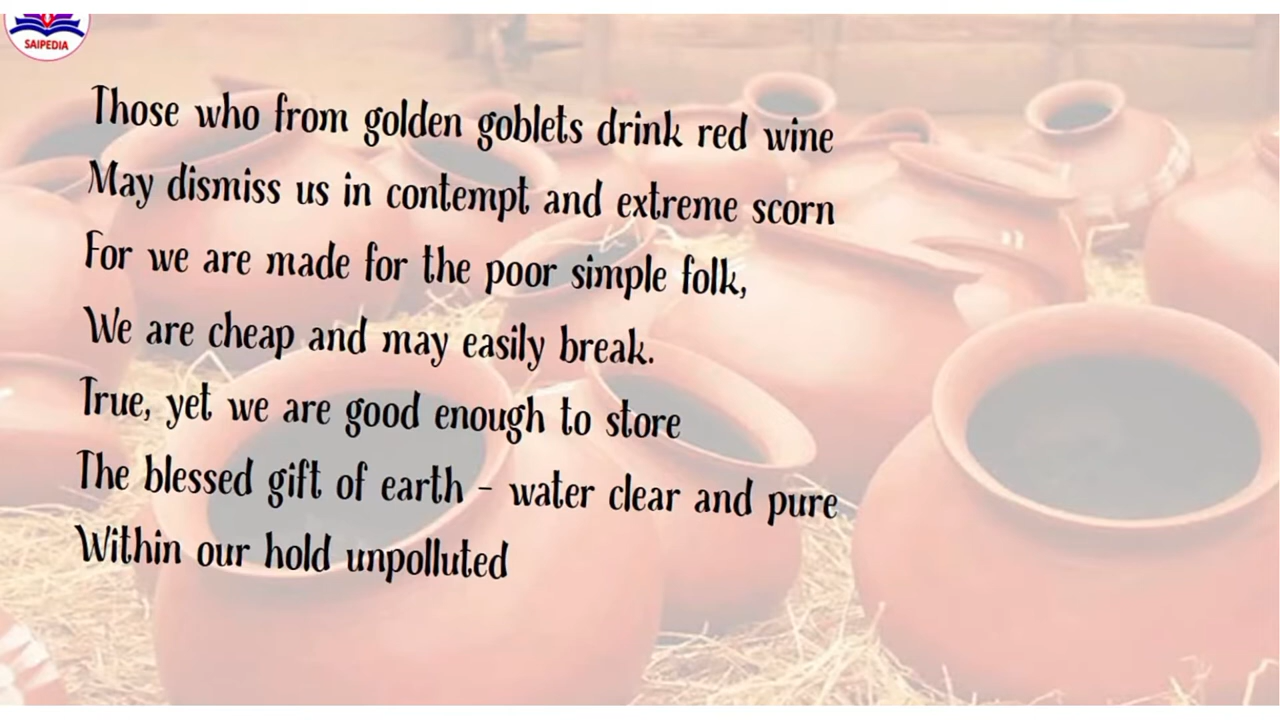 SAIPEDIA
Those who from golden goblets drink red wine
May dismiss us in contempt and extreme scorn
For we are made for the poor simple folk,
We are cheap and may easily break.
True, yet we are good enough to store
The blessed gift of earth - water clear and pure
Within our hold unpolluted